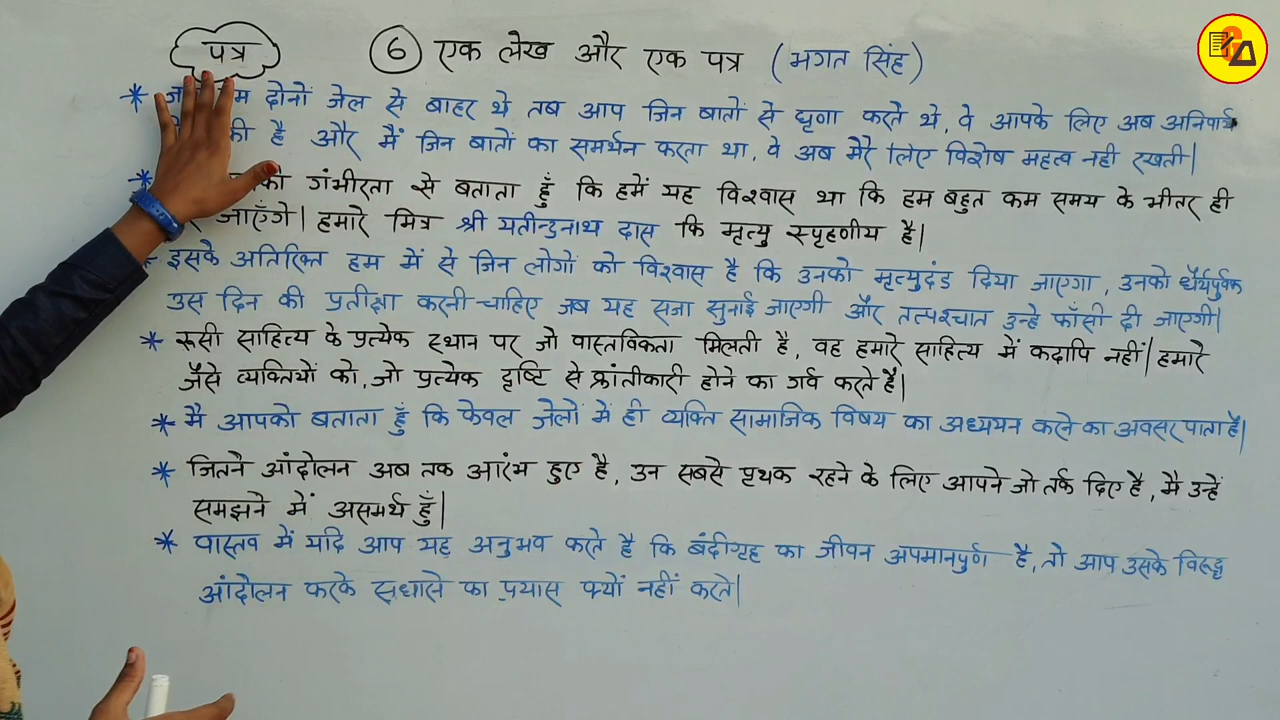 पत्र
6 एक लेख और एक पत्र (भगत सिंह)
* दोनों जेल से बाहर थे तब आप जिन बातों से घृणा करते थे, वे आपके लिए अब अनिवार्य
की है और मैं जिन बातों का समर्थन करता था, वे अब मेरे लिए विशेष महत्व नही रखती।
* गंभीरता से बताता हूँ कि हमें यह विश्वास था कि हम बहुत कम समय के भीतर ही
जाएँगे। हमारे मित्र श्री यतीन्द्रनाथ दास कि मृत्यु स्पृहणीय है।
* इसके अतिरिक्त हम में से जिन लोगों को विश्वास है कि उनको मृत्युदंड दिया जाएगा, उनको धैर्यपुर्वक
उस दिन की प्रतीक्षा करनी चाहिए जब यह सजा सुनाई जाएगी और तत्पश्चात उन्हे फाँसी दी जाएगी।
* रूसी साहित्य के प्रत्येक स्थान पर जो वास्तविकता मिलती है, वह हमारे साहित्य में कदापि नहीं। हमारे
जैसे व्यक्तियों को, जो प्रत्येक दृष्टि से क्रांतीकारी होने का गर्व करते है।
* मै आपको बताता हूँ कि केवल जेलों में ही व्यक्ति सामाजिक विषय का अध्ययन करने का अवसर पाता है।
* जितने आंदोलन अब तक आरंभ हुए है, उन सबसे पृथक रहने के लिए आपने जो तर्क दिए है, मै उन्हें
समझने में असमर्थ हूँ।
* वास्तव में यदि आप यह अनुभव करते है कि बंदीगृह का जीवन अपमानपुर्ण है, तो आप उसके विरूद्ध
आंदोलन करके सुधारने का प्रयास क्यों नहीं करते।